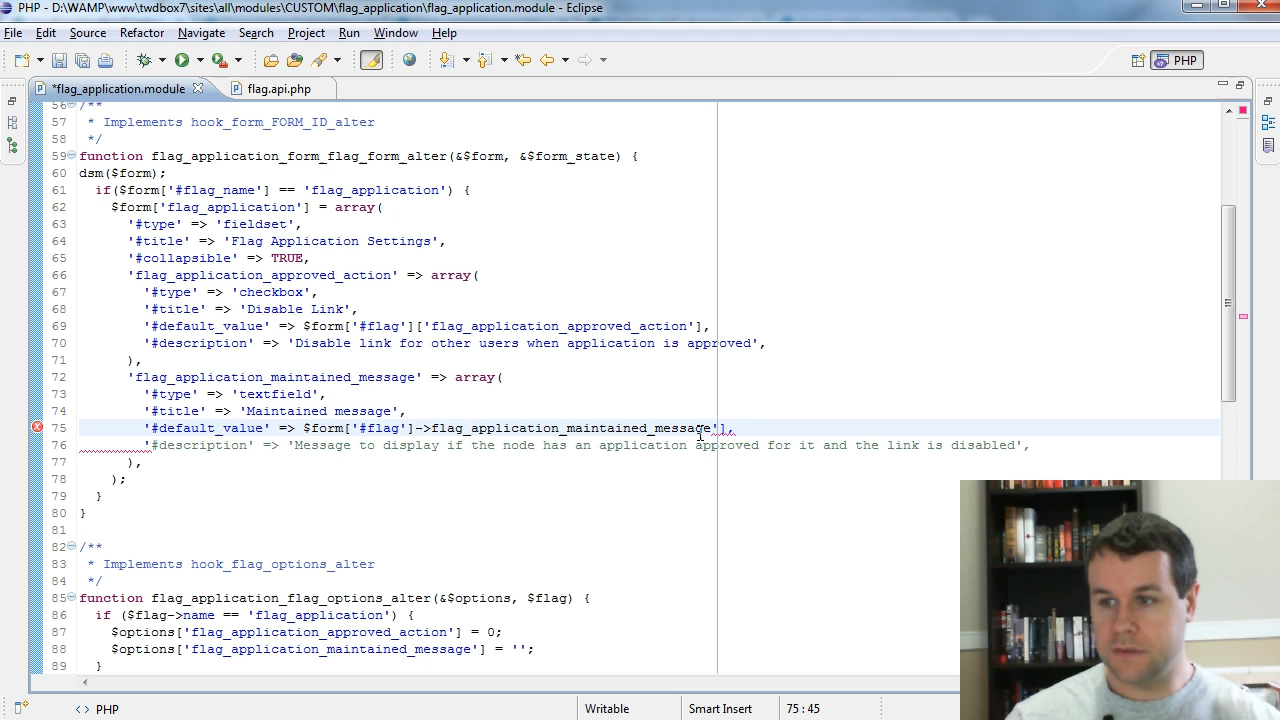 PHP - D:\WAMP\www\twdbox7\sites\all\modules\CUSTOM\flag_application\flag_application.module - Eclipse
File Edit Source Refactor Navigate Search Project Run Window Help
PHP
*flag_application.module flag.api.php
56 /**
57 * Implements hook_form_FORM_ID_alter
58 */
59 function flag_application_form_flag_form_alter(&$form, &$form_state) {
60 dsm($form);
61 if($form['#flag_name'] == 'flag_application') {
62 $form['flag_application'] = array(
63 '#type' => 'fieldset',
64 '#title' => 'Flag Application Settings',
65 '#collapsible' => TRUE,
66 'flag_application_approved_action' => array(
67 '#type' => 'checkbox',
68 '#title' => 'Disable Link',
69 '#default_value' => $form['#flag']['flag_application_approved_action'],
70 '#description' => 'Disable link for other users when application is approved',
71 ),
72 'flag_application_maintained_message' => array(
73 '#type' => 'textfield',
74 '#title' => 'Maintained message',
75 '#default_value' => $form['#flag']->flag_application_maintained_message'],
76 '#description' => 'Message to display if the node has an application approved for it and the link is disabled',
77 ),
78 );
79 }
80 }
81
82 /**
83 * Implements hook_flag_options_alter
84 */
85 function flag_application_flag_options_alter(&$options, $flag) {
86 if ($flag->name == 'flag_application') {
87 $options['flag_application_approved_action'] = 0;
88 $options['flag_application_maintained_message'] = '';
89 }
<> PHP Writable Smart Insert 75 : 45